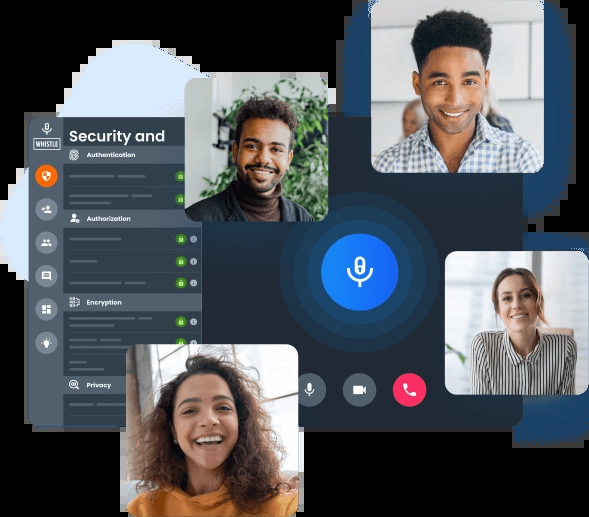 WHISTLE
Security and
Authentication
Authorization
Encryption
Privacy